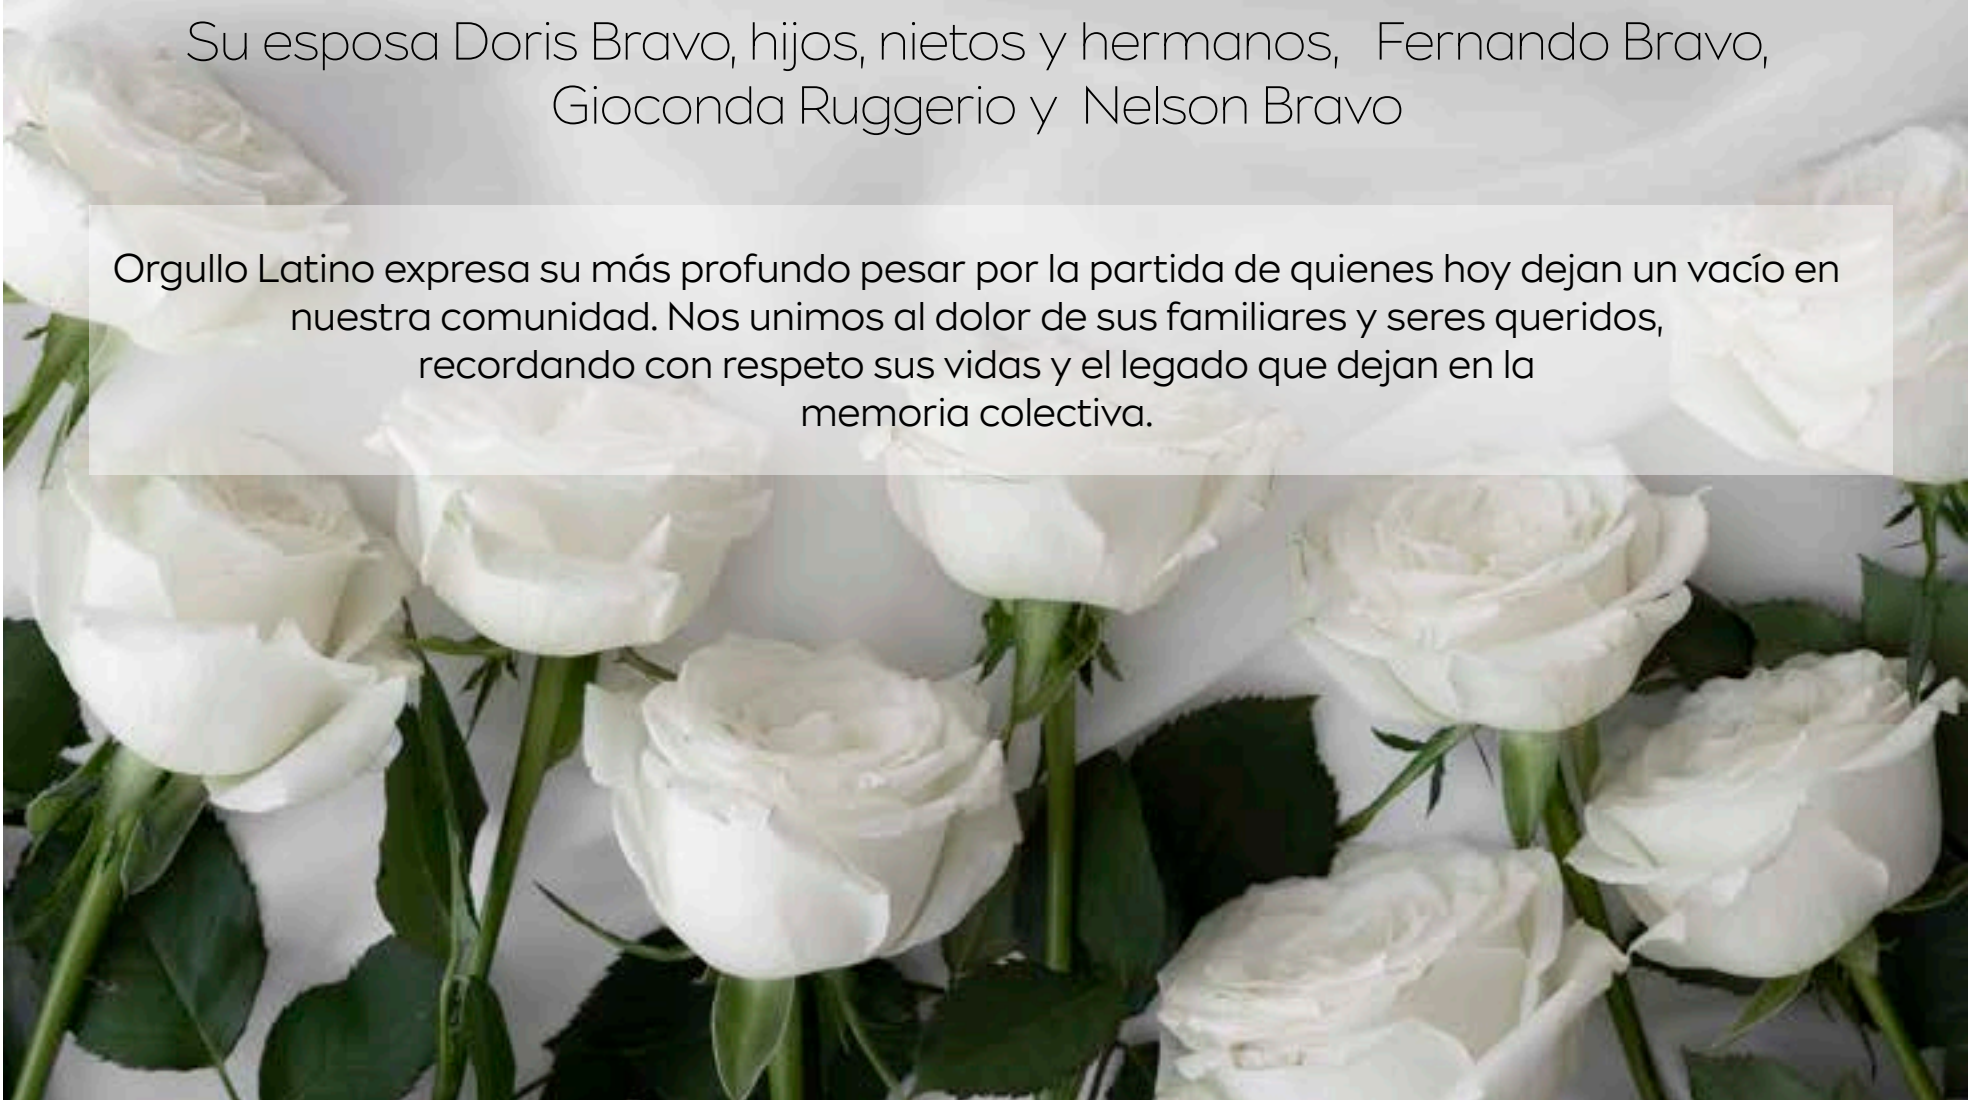 Su esposa Doris Bravo, hijos, nietos y hermanos, Fernando Bravo,
Gioconda Ruggerio y Nelson Bravo
Orgullo Latino expresa su más profundo pesar por la partida de quienes hoy dejan un vacío en
nuestra comunidad. Nos unimos al dolor de sus familiares y seres queridos,
recordando con respeto sus vidas y el legado que dejan en la
memoria colectiva.